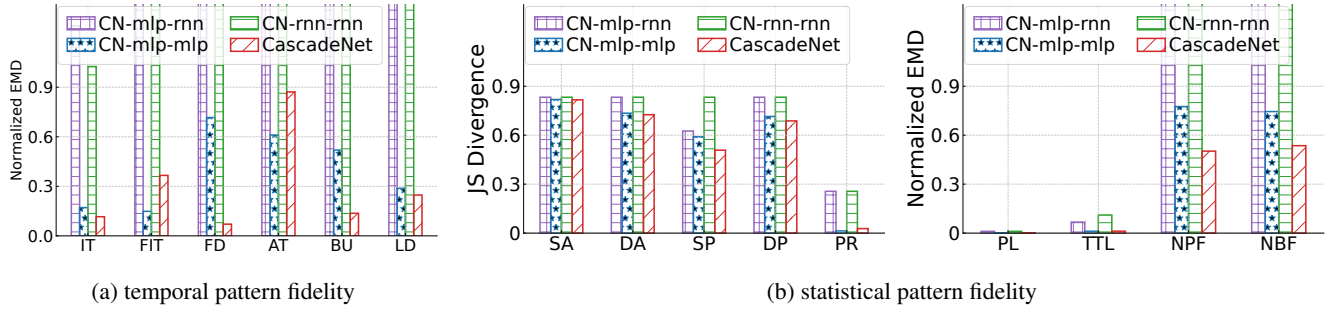 CN-mlp-rnn CN-rnn-rnn
CN-mlp-mlp CascadeNet
Normalized EMD
0.9
0.6
0.3
0.0
IT FIT FD AT BU LD
(a) temporal pattern fidelity
CN-mlp-rnn CN-rnn-rnn
CN-mlp-mlp CascadeNet
JS Divergence
0.9
0.6
0.3
0
SA DA SP DP PR
CN-mlp-rnn CN-rnn-rnn
CN-mlp-mlp CascadeNet
Normalized EMD
0.9
0.6
0.3
0
PL TTL NPF NBF
(b) statistical pattern fidelity